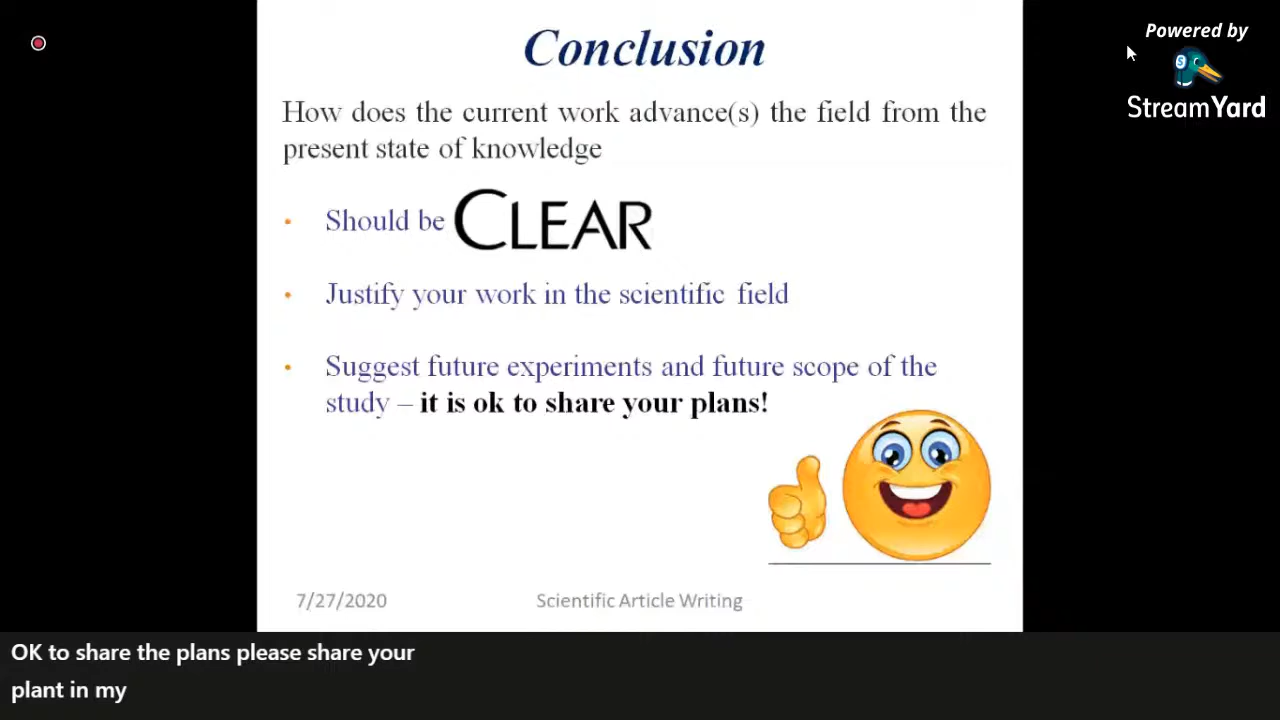 Powered by
StreamYard
Conclusion
How does the current work advance(s) the field from the
present state of knowledge
• Should be CLEAR
• Justify your work in the scientific field
• Suggest future experiments and future scope of the
study – it is ok to share your plans!
7/27/2020
Scientific Article Writing
OK to share the plans please share your
plant in my